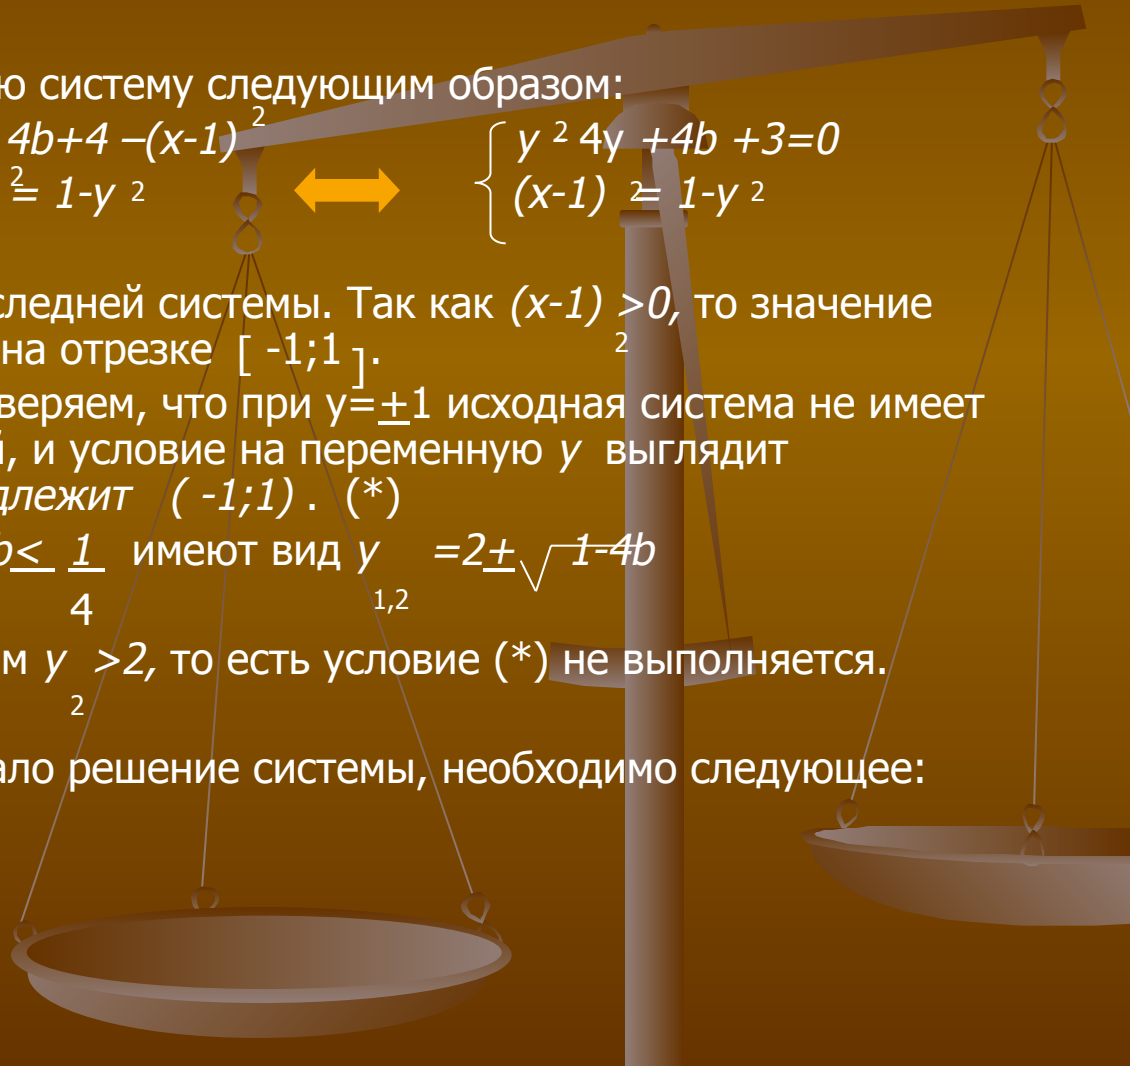 ю систему следующим образом:
4b+4 –(x-1) 2
2 = 1-y 2
y 2 4y +4b +3=0
(x-1) 2 = 1-y 2
следней системы. Так как (x-1) >0, то значение
2
на отрезке [ -1;1 ].
веряем, что при y=+1 исходная система не имеет
й, и условие на переменную y выглядит
длежит ( -1;1) . (*)
b< 1 имеют вид y =2+√ 1-4b
4 1,2
м y >2, то есть условие (*) не выполняется.
2
ало решение системы, необходимо следующее: